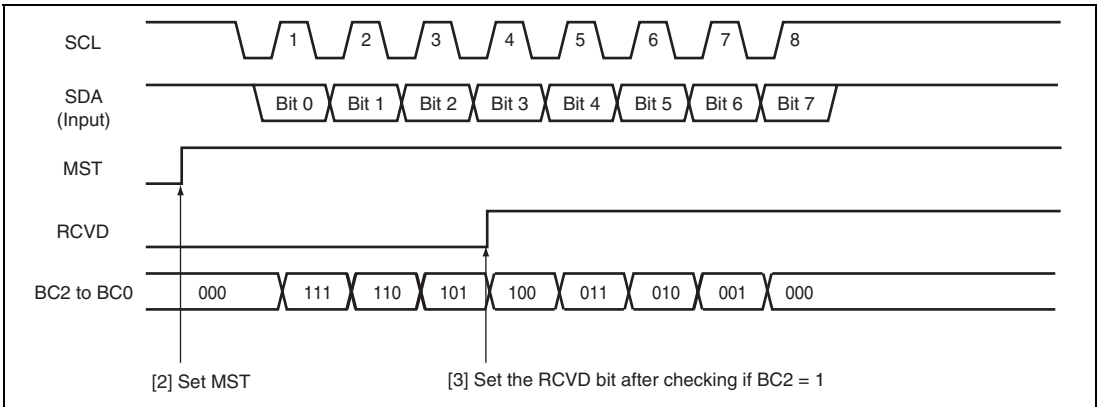 SCL 1 2 3 4 5 6 7 8
SDA
(Input) Bit 0 Bit 1 Bit 2 Bit 3 Bit 4 Bit 5 Bit 6 Bit 7
MST
RCVD
BC2 to BC0 000 111 110 101 100 011 010 001 000
[2] Set MST [3] Set the RCVD bit after checking if BC2 = 1